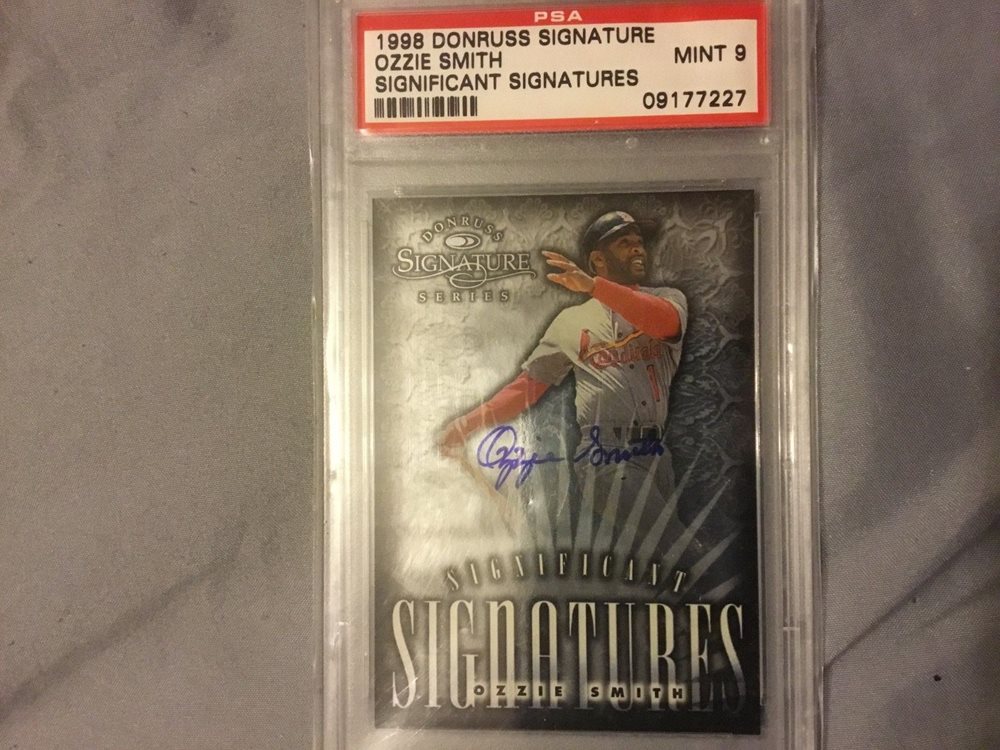 PSA
1998 DONRUSS SIGNATURE
OZZIE SMITH MINT 9
SIGNIFICANT SIGNATURES
09177227
DONRUSS
SIGNATURE
SERIES
Cardinals
1
Ozzie Smith
SIGNIFICANT
SIGNATURES
OZZIE SMITH